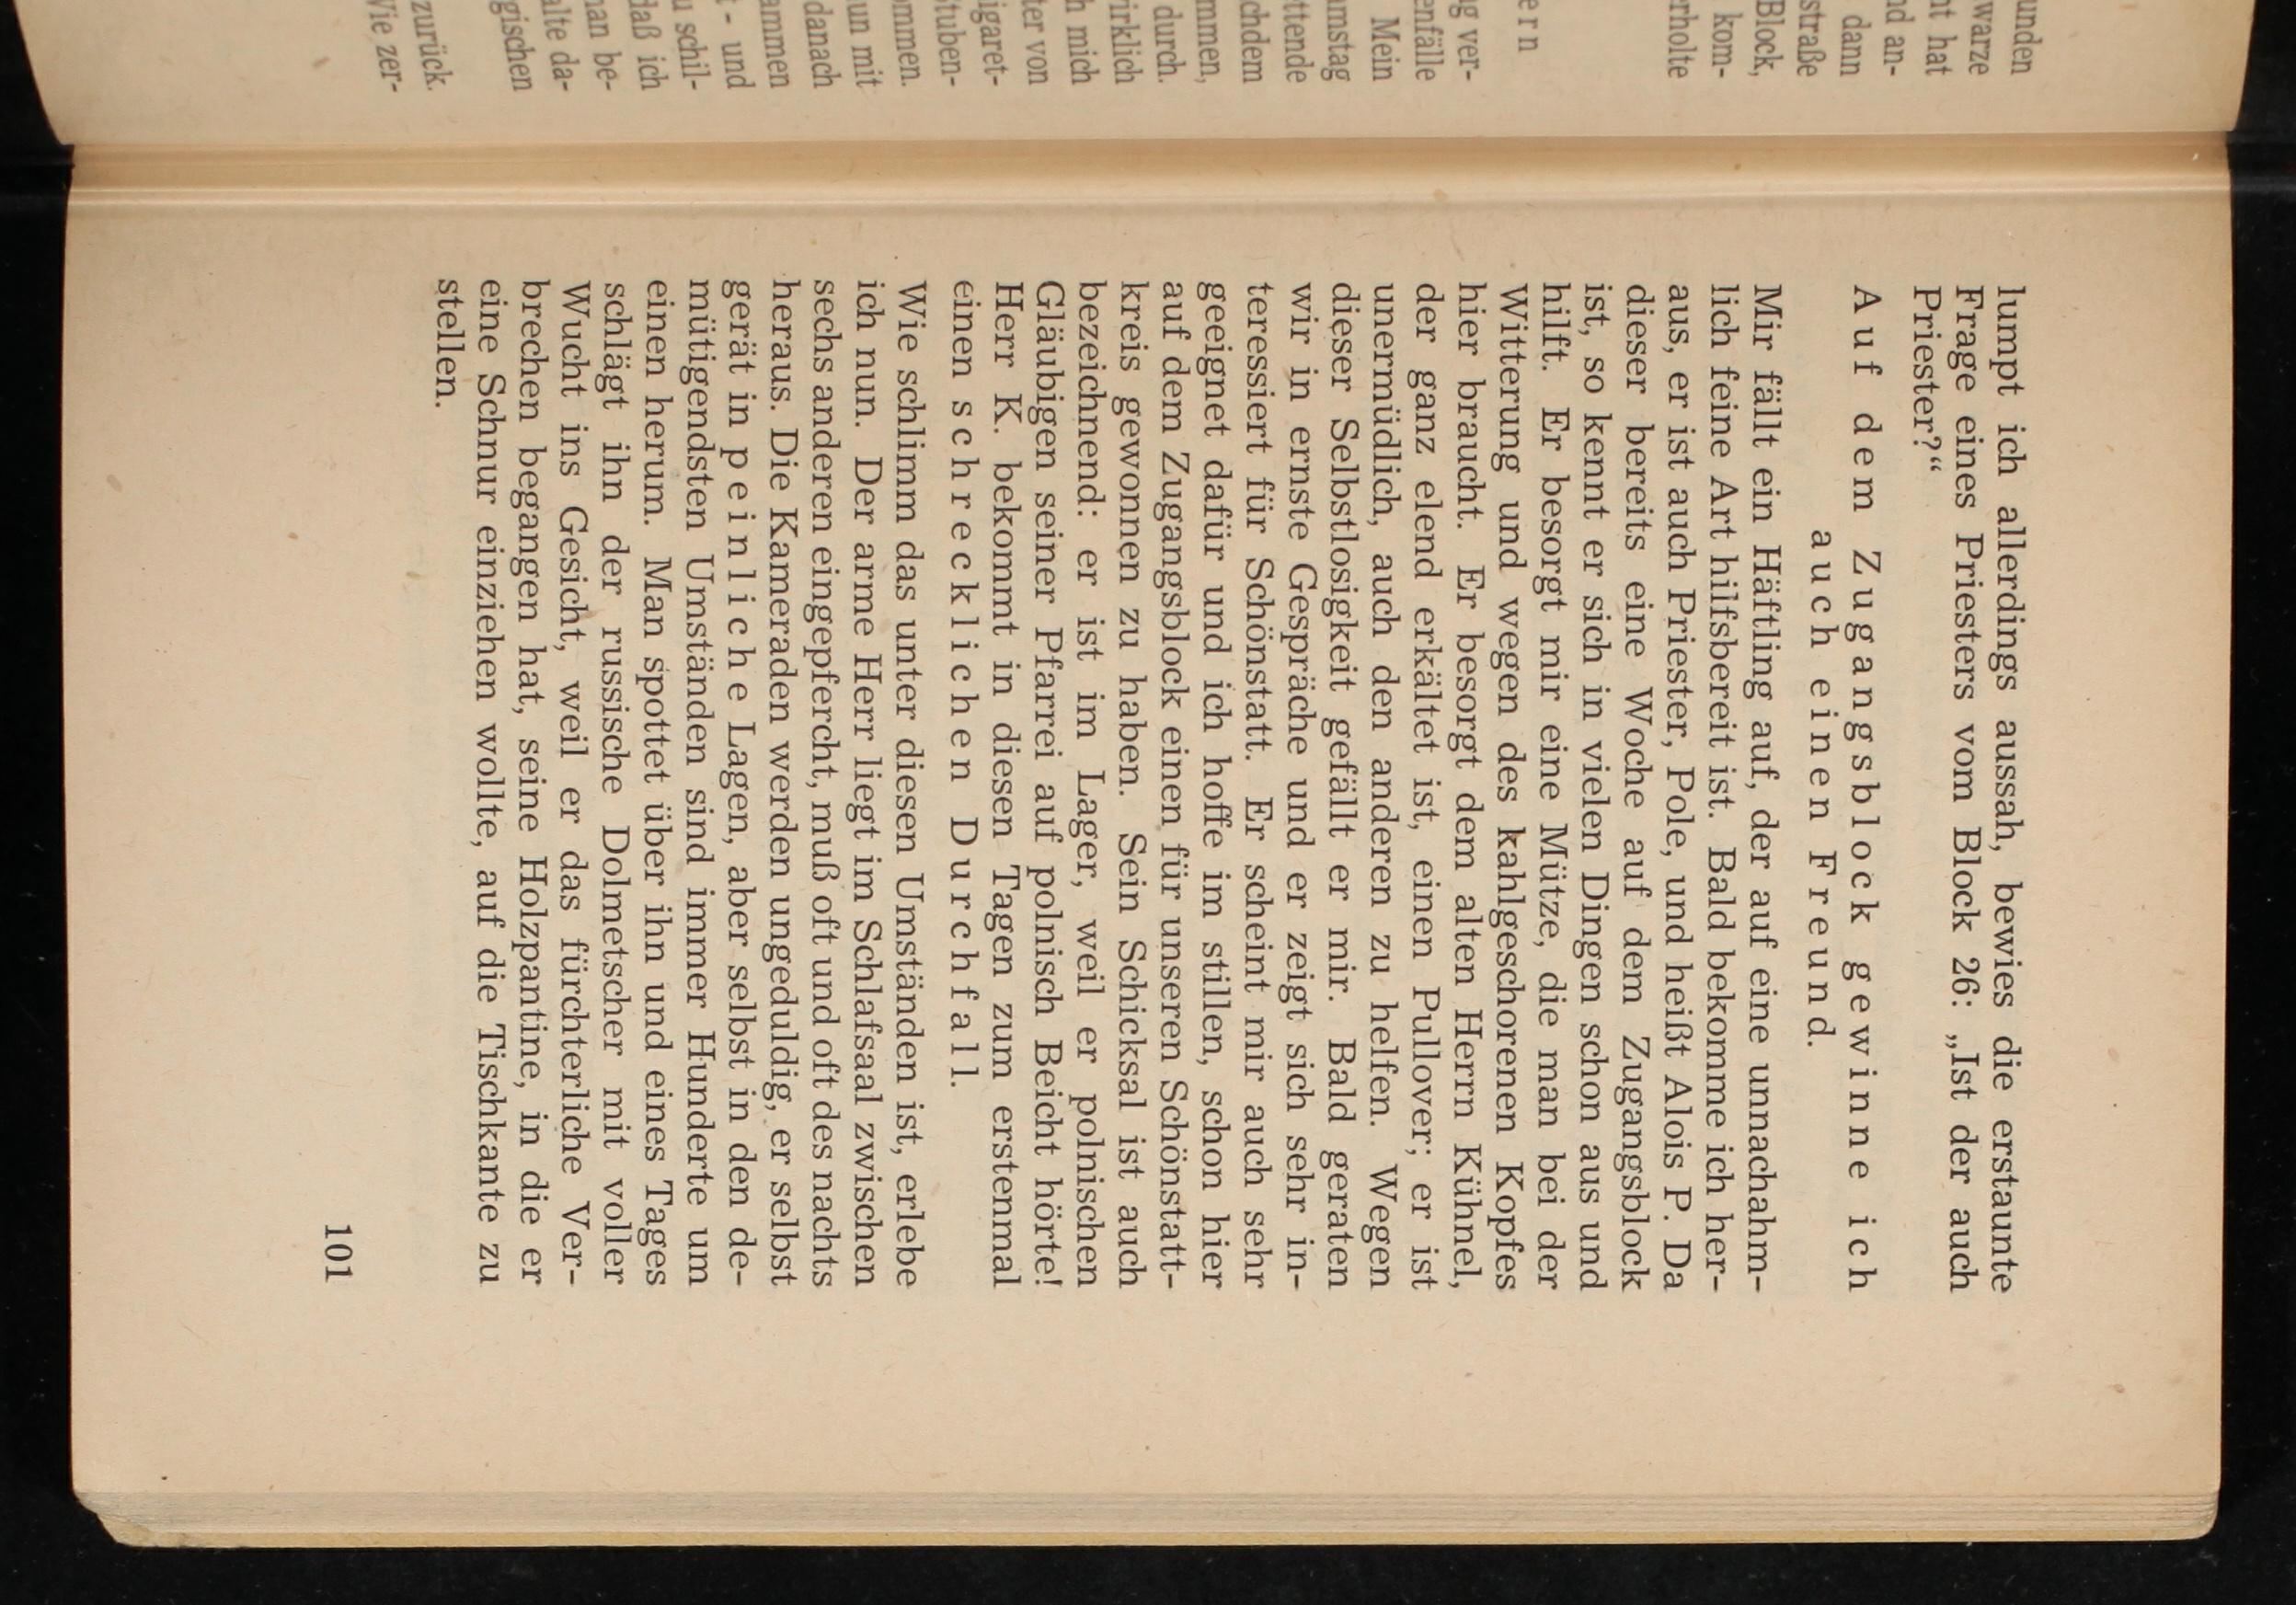 lumpt ich allerdings aussah, bewies die erstaunte
Frage eines Priesters vom Block 26: „Ist der auch
Priester?“
Auf dem Zugangsblock gewinne ich
auch einen Freund.
Mir fällt ein Häftling auf, der auf eine unnachahm-
lich feine Art hilfsbereit ist. Bald bekomme ich her-
aus, er ist auch Priester, Pole, und heißt Alois P. Da
dieser bereits eine Woche auf dem Zugangsblock
ist, so kennt er sich in vielen Dingen schon aus und
hilft. Er besorgt mir eine Mütze, die man bei der
Witterung und wegen des kahlgeschorenen Kopfes
hier braucht. Er besorgt dem alten Herrn Kühnel,
der ganz elend erkältet ist, einen Pullover; er ist
unermüdlich, auch den anderen zu helfen. Wegen
dieser Selbstlosigkeit gefällt er mir. Bald geraten
wir in ernste Gespräche und er zeigt sich sehr in-
teressiert für Schönstatt. Er scheint mir auch sehr
geeignet dafür und ich hoffe im stillen, schon hier
auf dem Zugangsblock einen für unseren Schönstatt-
kreis gewonnen zu haben. Sein Schicksal ist auch
bezeichnend: er ist im Lager, weil er polnischen
Gläubigen seiner Pfarrei auf polnisch Beicht hörte!
Herr K. bekommt in diesen Tagen zum erstenmal
einen schrecklichen Durchfall.
Wie schlimm das unter diesen Umständen ist, erlebe
ich nun. Der arme Herr liegt im Schlafsaal zwischen
sechs anderen eingepfercht, muß oft und oft des nachts
heraus. Die Kameraden werden ungeduldig, er selbst
gerät in peinliche Lagen, aber selbst in den de-
mütigendsten Umständen sind immer Hunderte um
einen herum. Man spottet über ihn und eines Tages
schlägt ihn der russische Dolmetscher mit voller
Wucht ins Gesicht, weil er das fürchterliche Ver-
brechen begangen hat, seine Holzpantine, in die er
eine Schnur einziehen wollte, auf die Tischkante zu
stellen.
101